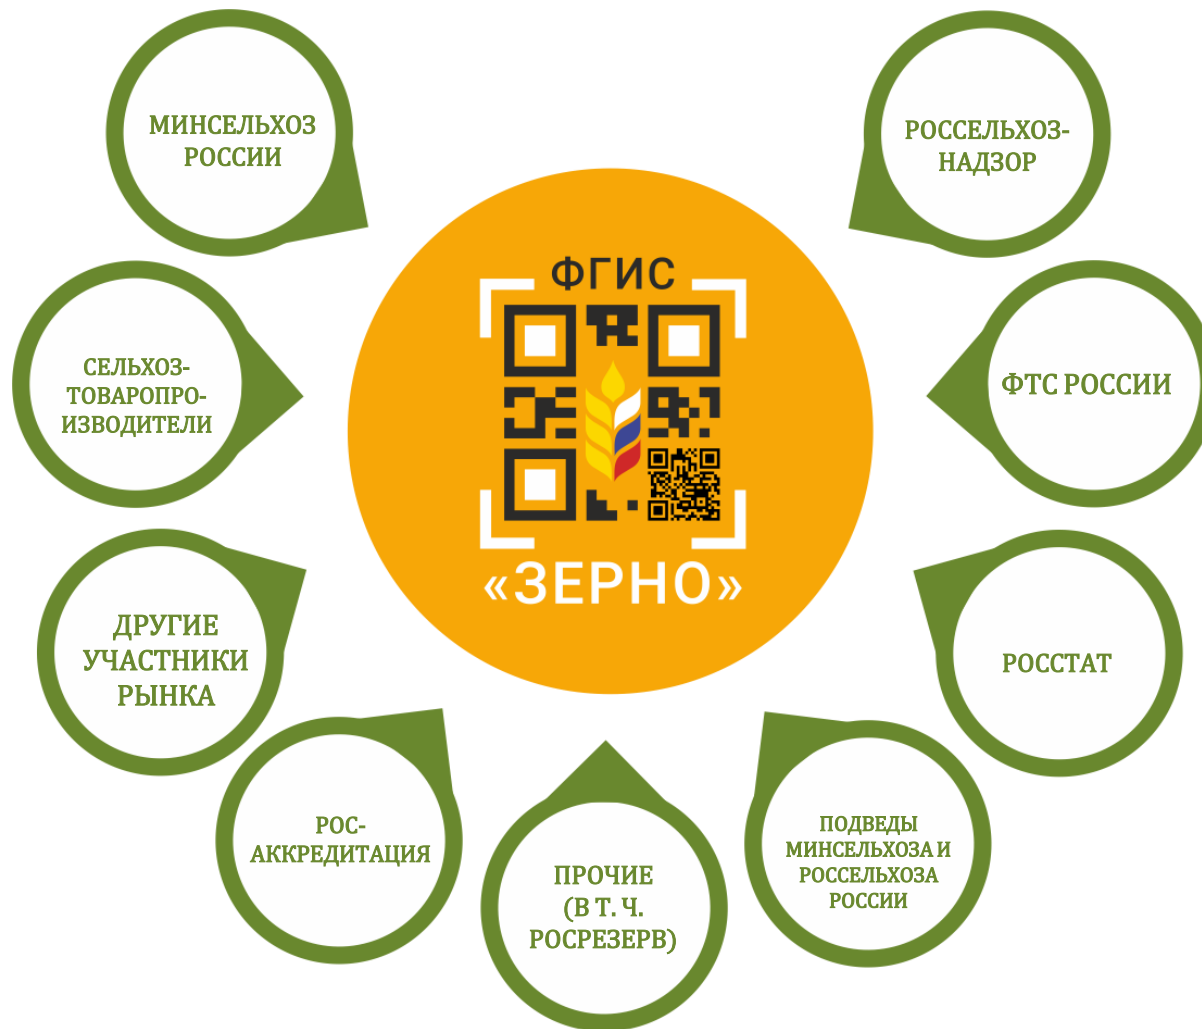 МИНСЕЛЬХОЗ
РОССИИ
РОССЕЛЬХОЗ-
НАДЗОР
ФГИС
«ЗЕРНО»
СЕЛЬХОЗ-
ТОВАРОПРО-
ИЗВОДИТЕЛИ
ФТС РОССИИ
ДРУГИЕ
УЧАСТНИКИ
РЫНКА
РОССТАТ
РОС-
АККРЕДИТАЦИЯ
ПРОЧИЕ
(В Т. Ч.
РОСРЕЗЕРВ)
ПОДВЕДЫ
МИНСЕЛЬХОЗА И
РОССЕЛЬХОЗА
РОССИИ